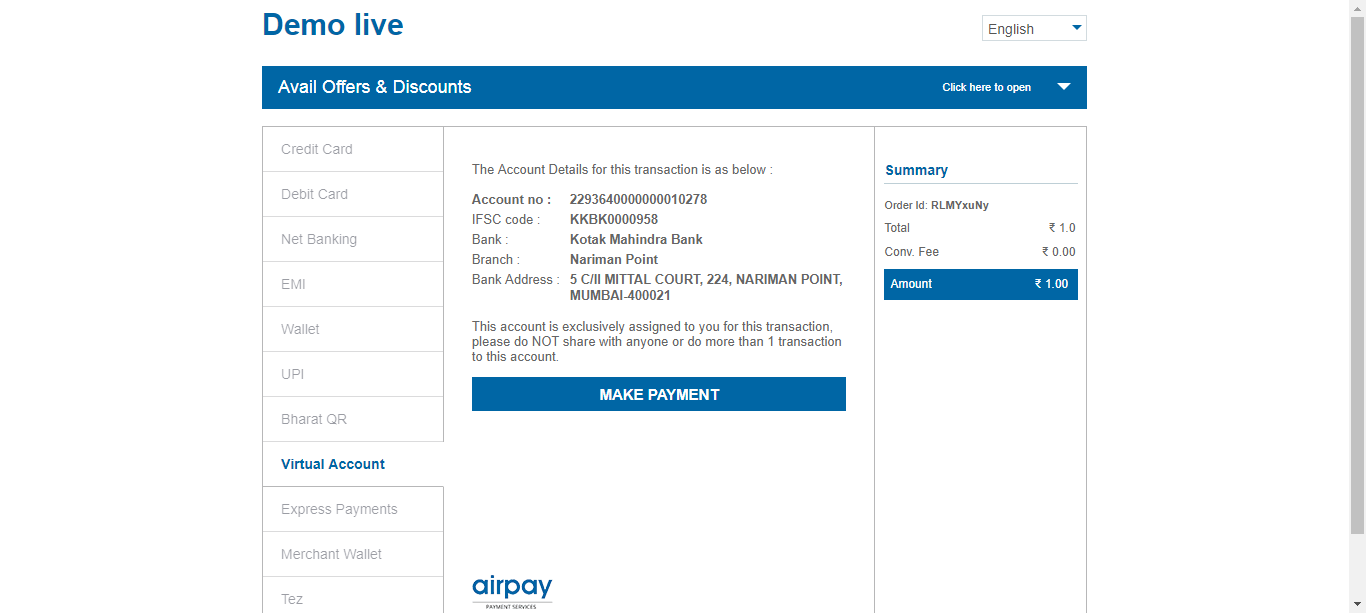 Demo live
English
Avail Offers & Discounts
Click here to open
Credit Card
Debit Card
Net Banking
EMI
Wallet
UPI
Bharat QR
Virtual Account
Express Payments
Merchant Wallet
Tez
The Account Details for this transaction is as below :
Account no : 2293640000000010278
IFSC code : KKBK0000958
Bank : Kotak Mahindra Bank
Branch : Nariman Point
Bank Address : 5 C/II MITTAL COURT, 224, NARIMAN POINT,
MUMBAI-400021
This account is exclusively assigned to you for this transaction,
please do NOT share with anyone or do more than 1 transaction
to this account.
MAKE PAYMENT
airpay
PAYMENT SERVICES
Summary
Order Id: RLMYxuNy
Total ₹ 1.0
Conv. Fee ₹ 0.00
Amount ₹ 1.00